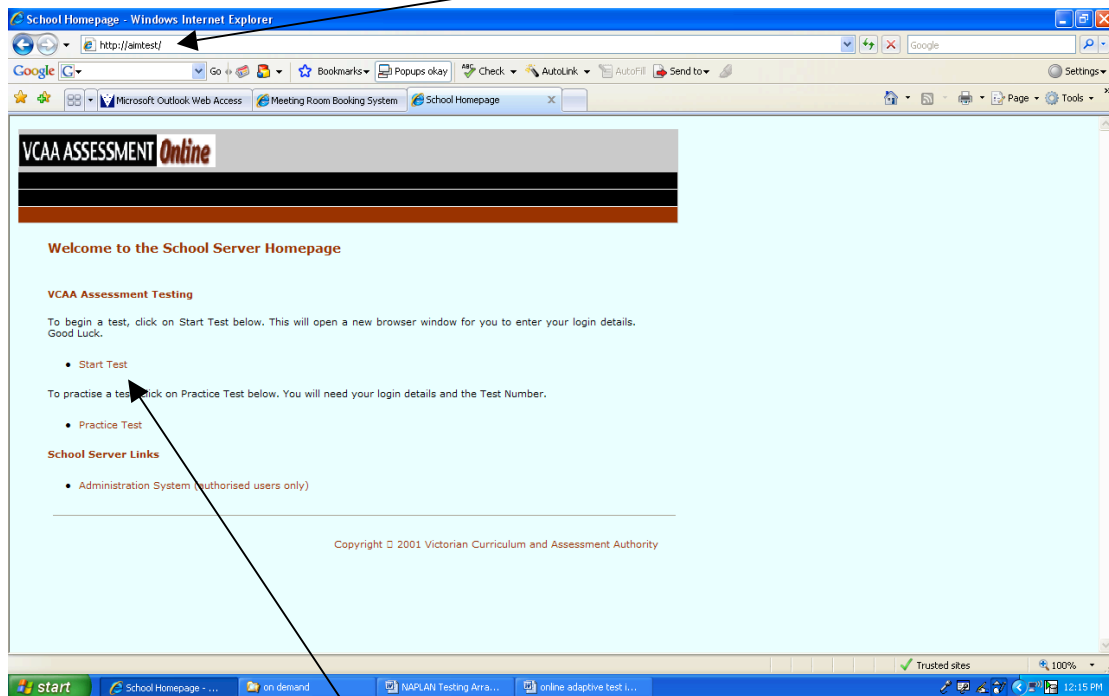 School Homepage - Windows Internet Explorer
http://aimtest/
Google
Google G Go Bookmarks Popups okay Check AutoLink AutoFill Send to Settings
Microsoft Outlook Web Access Meeting Room Booking System School Homepage x Page Tools
VCAA ASSESSMENT Online
Welcome to the School Server Homepage
VCAA Assessment Testing
To begin a test, click on Start Test below. This will open a new browser window for you to enter your login details.
Good Luck.
• Start Test
To practise a test click on Practice Test below. You will need your login details and the Test Number.
• Practice Test
School Server Links
• Administration System (authorised users only)
Copyright 2001 Victorian Curriculum and Assessment Authority
Trusted sites 100%
start School Homepage - ... on demand NAPLAN Testing Arra... online adaptive test i... 12:15 PM